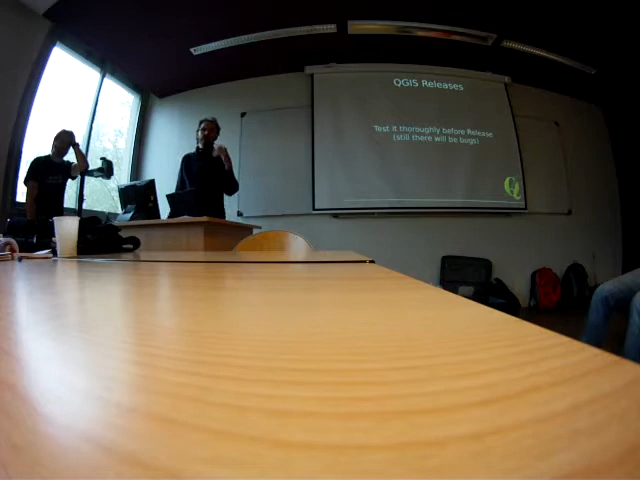 QGIS Releases
Test it thoroughly before Release
(still there will be bugs)